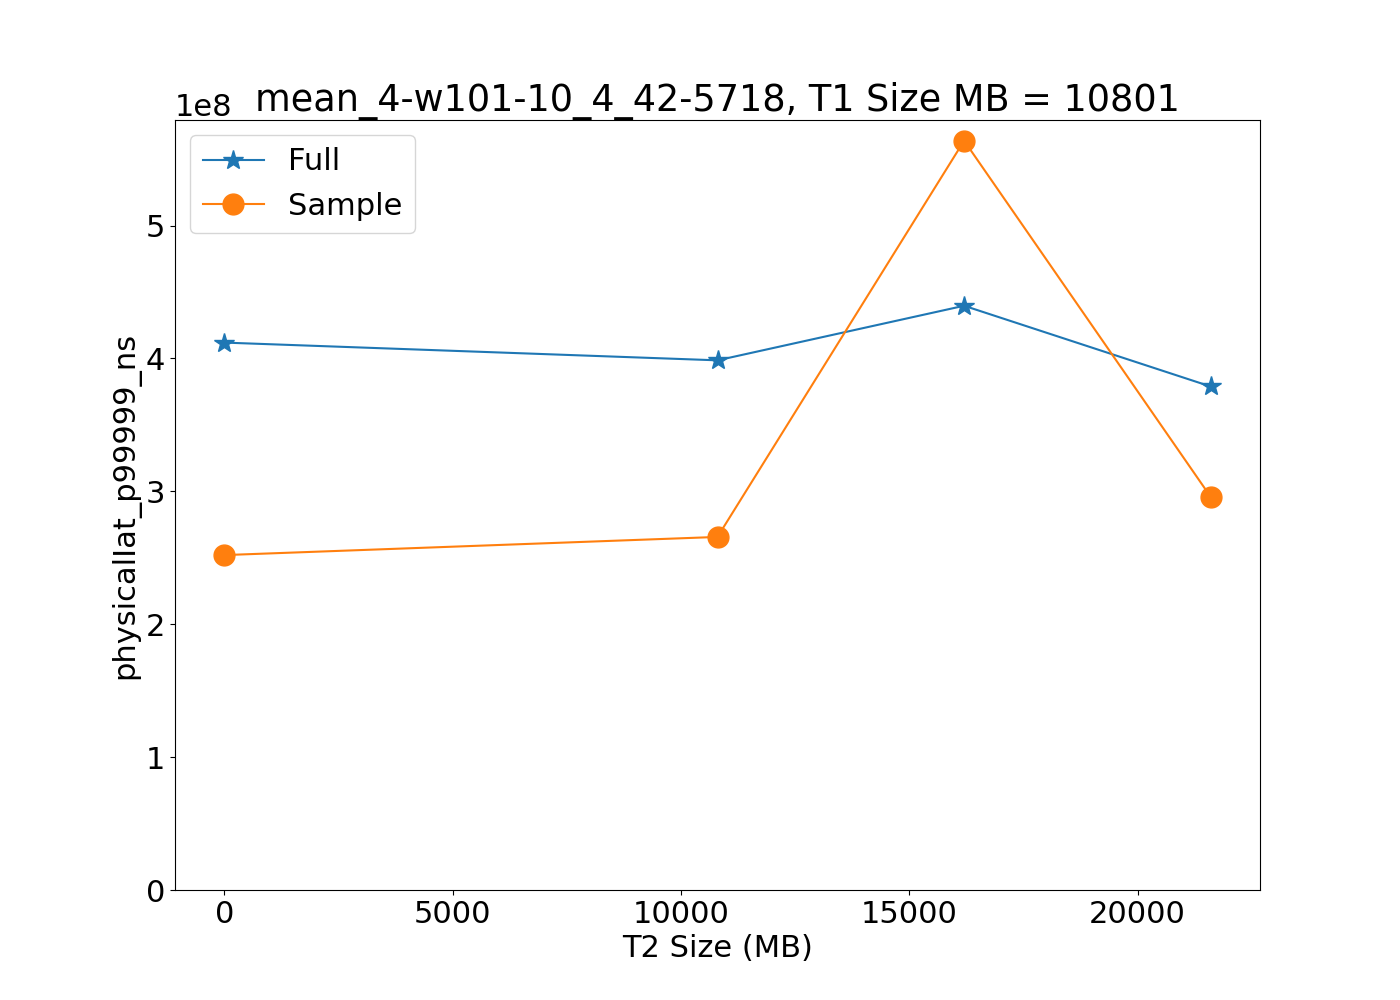 1e8
mean_4-w101-10_4_42-5718, T1 Size MB = 10801
Full
Sample
physicallat_p99999_ns
5
4
3
2
1
0
0 5000 10000 15000 20000
T2 Size (MB)